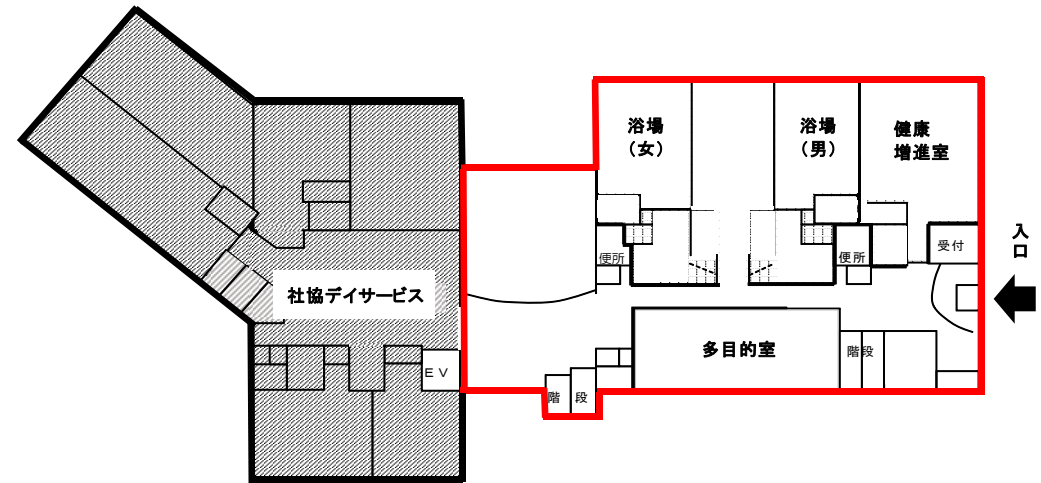 浴場
（女）
浴場
（男）
健康
増進室
入
口
受付
便所
便所
社協デイサービス
多目的室
階段
ＥＶ
階 段